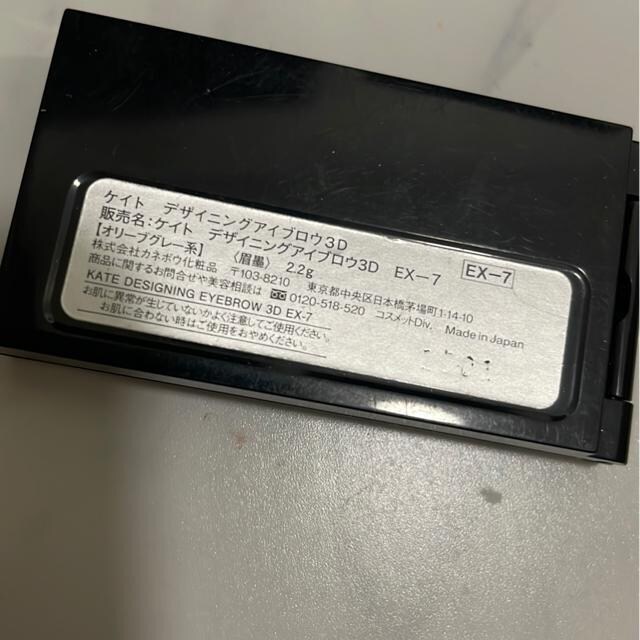 ケイト デザイニングアイブロウ3D
販売名:ケイト デザイニングアイブロウ3D EX-7 EX-7
【オリーブグレー系】 〈眉墨〉 2.2g
株式会社カネボウ化粧品 〒103-8210 東京都中央区日本橋茅場町1-14-10
商品に関するお問合せや美容相談は 0120-518-520 コスメットDiv. Made in Japan
KATE DESIGNING EYEBROW 3D EX-7
お肌に異常が生じていないかよく注意してご使用ください。
お肌に合わない時はご使用をおやめください。